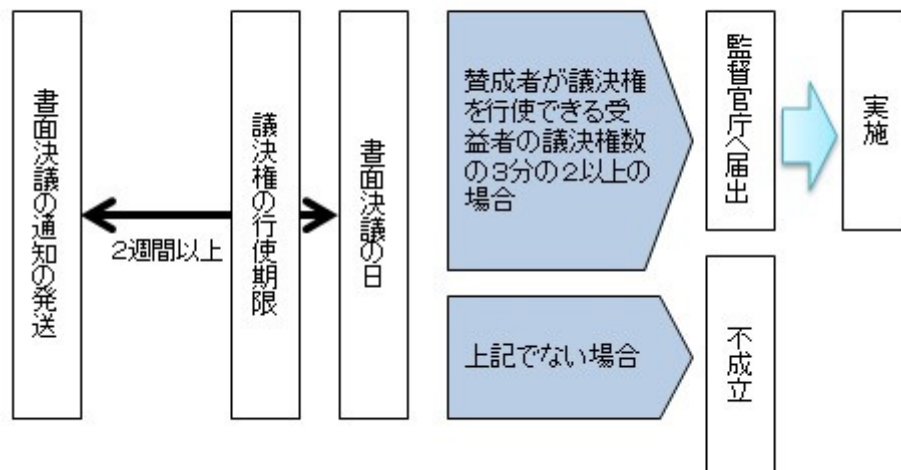 書面決議の通知の発送
2週間以上
議決権の行使期限
書面決議の日
賛成者が議決権
を行使できる受
益者の議決権数
の3分の2以上の
場合
監督官庁へ届出
実施
上記でない場合
不成立